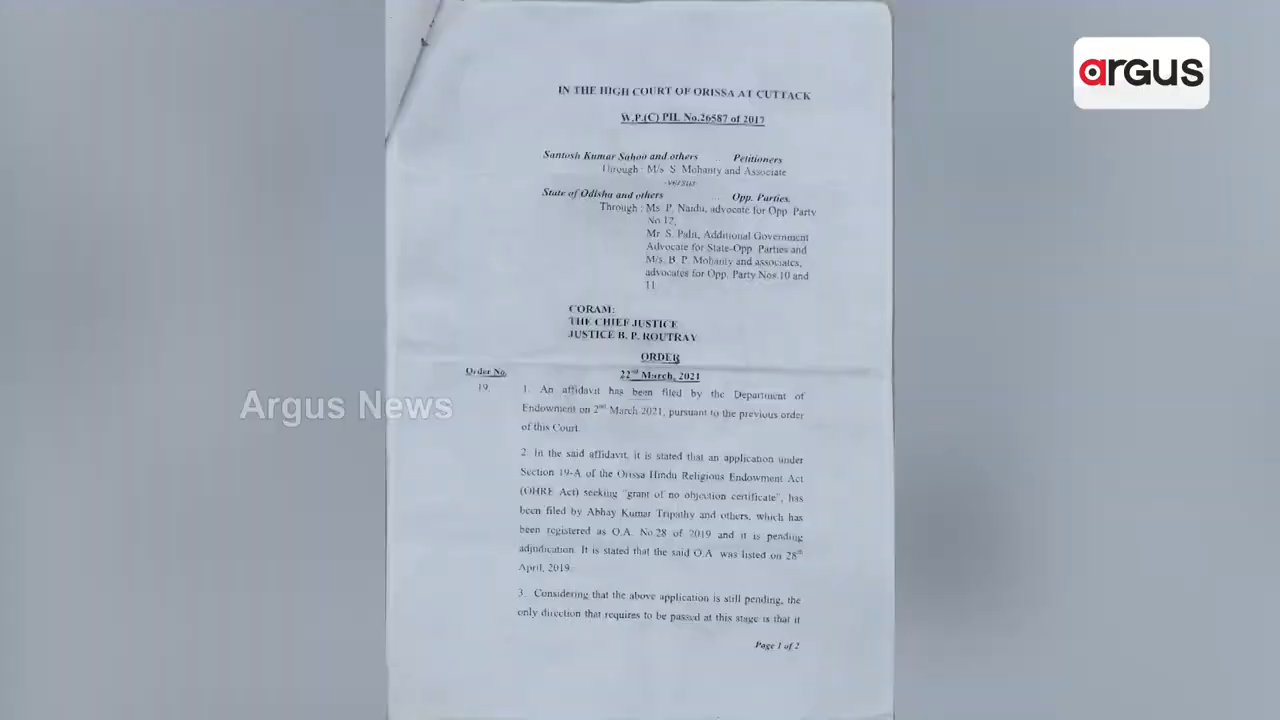 argus
IN THE HIGH COURT OF ORISSA AT CUTTACK
W.P.(C) PIL No.26587 of 2017
Santosh Kumar Sahoo and others ... Petitioners
Through : M/s. S. Mohanty and Associate
-versus-
State of Odisha and others ... Opp. Parties.
Through : Ms. P. Naidu, advocate for Opp. Party
No.12,
Mr. S. Palit, Additional Government
Advocate for State-Opp. Parties and
M/s. B. P. Mohanty and associates,
advocates for Opp. Party Nos.10 and
11
CORAM:
THE CHIEF JUSTICE
JUSTICE B. P. ROUTRAY
ORDER
Order No. 22nd March, 2021
19. 1. An affidavit has been filed by the Department of
Endowment on 2nd March 2021, pursuant to the previous order
of this Court.
Argus News
2. In the said affidavit, it is stated that an application under
Section 19-A of the Orissa Hindu Religious Endowment Act
(OHRE Act) seeking "grant of no objection certificate", has
been filed by Abhay Kumar Tripathy and others, which has
been registered as O.A. No.28 of 2019 and it is pending
adjudication. It is stated that the said O.A. was listed on 28th
April, 2019.
3. Considering that the above application is still pending, the
only direction that requires to be passed at this stage is that it
Page 1 of 2